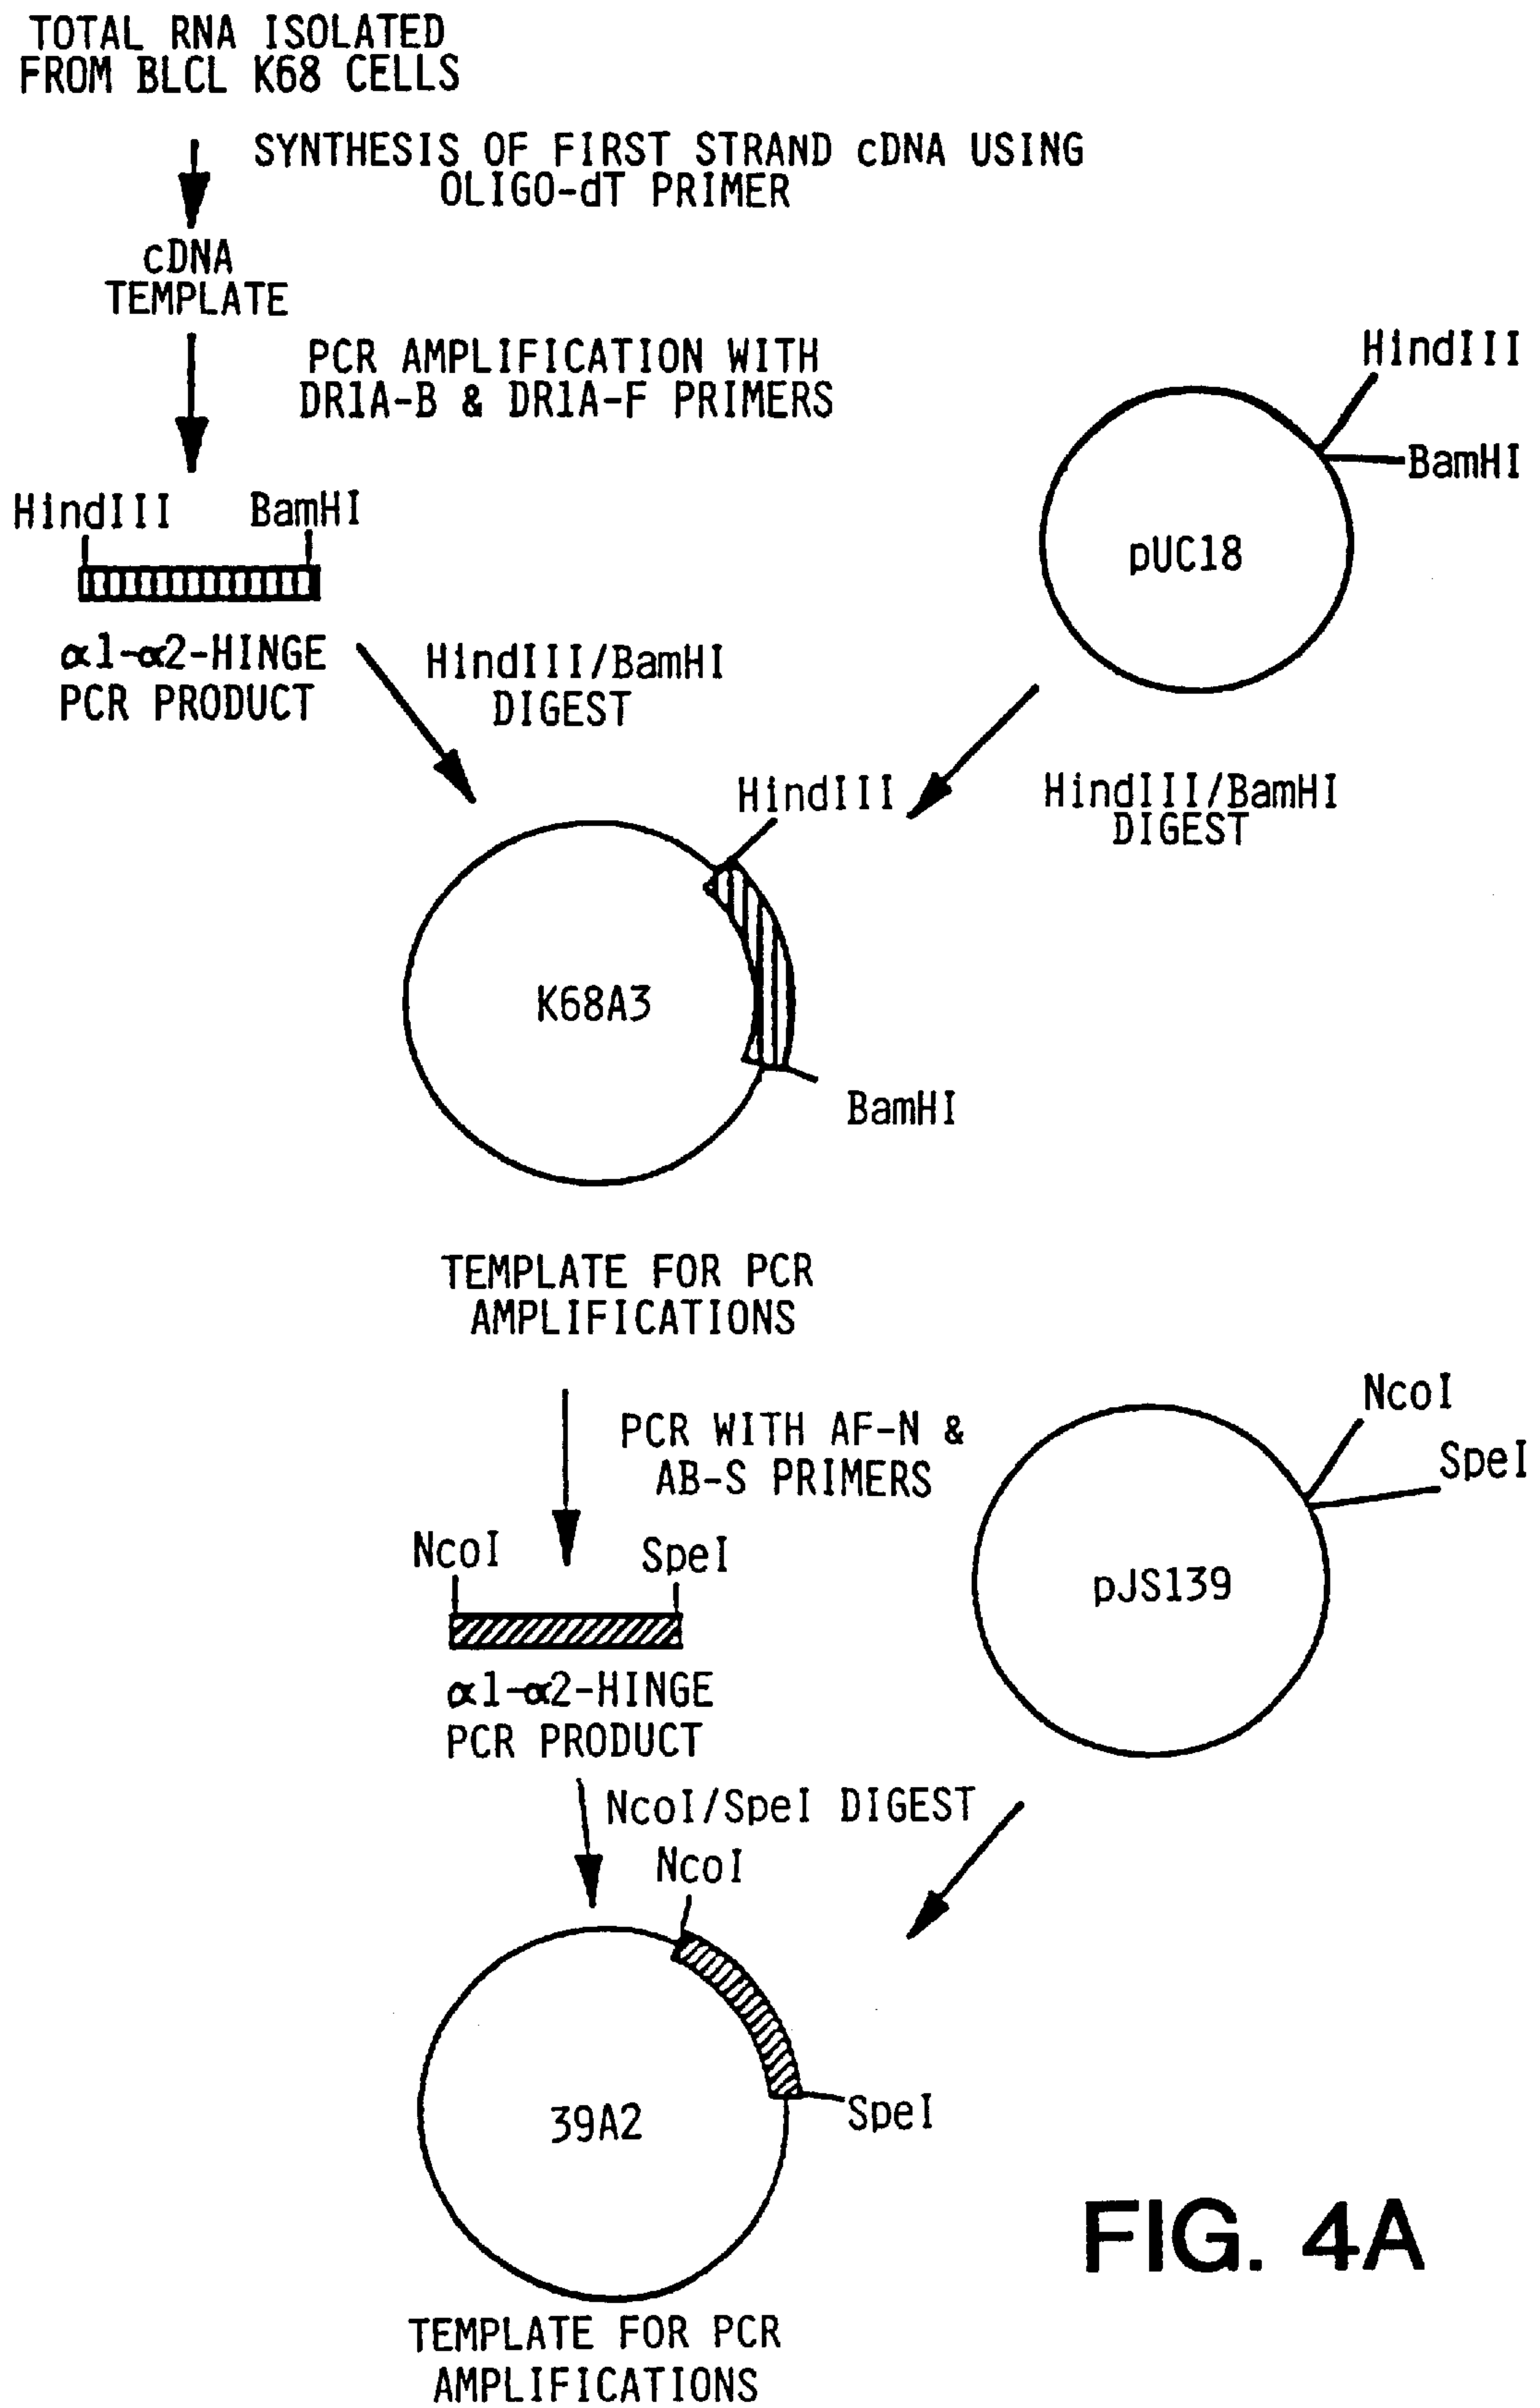 TOTAL RNA ISOLATED
FROM BLCL K68 CELLS
SYNTHESIS OF FIRST STRAND cDNA USING
OLIGO-dT PRIMER
cDNA
TEMPLATE
PCR AMPLIFICATION WITH
DR1A-B & DR1A-F PRIMERS
HindIII
BamHI
pUC18
HindIII BamHI
α1-α2-HINGE
PCR PRODUCT
HindIII/BamHI
DIGEST
HindIII/BamHI
DIGEST
HindIII
K68A3
BamHI
TEMPLATE FOR PCR
AMPLIFICATIONS
PCR WITH AF-N &
AB-S PRIMERS
NcoI
SpeI
pJS139
NcoI SpeI
α1-α2-HINGE
PCR PRODUCT
NcoI/SpeI DIGEST
NcoI
39A2
SpeI
FIG. 4A
TEMPLATE FOR PCR
AMPLIFICATIONS